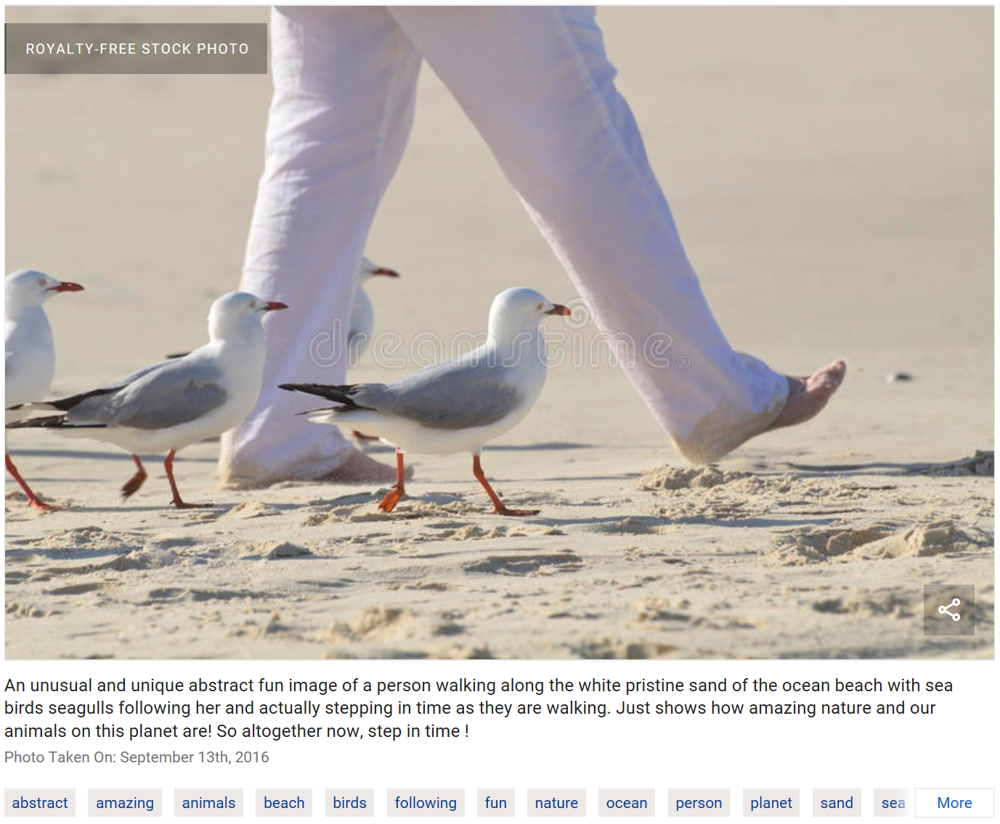 ROYALTY-FREE STOCK PHOTO
dreamstime.
An unusual and unique abstract fun image of a person walking along the white pristine sand of the ocean beach with sea
birds seagulls following her and actually stepping in time as they are walking. Just shows how amazing nature and our
animals on this planet are! So altogether now, step in time !
Photo Taken On: September 13th, 2016
abstract amazing animals beach birds following fun nature ocean person planet sand sea More